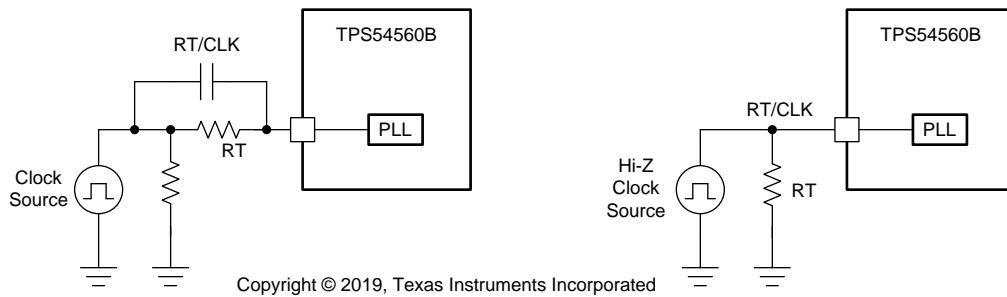 TPS54560B
RT/CLK
PLL
RT
Clock
Source
TPS54560B
RT/CLK
PLL
Hi-Z
Clock
Source
RT
Copyright © 2019, Texas Instruments Incorporated